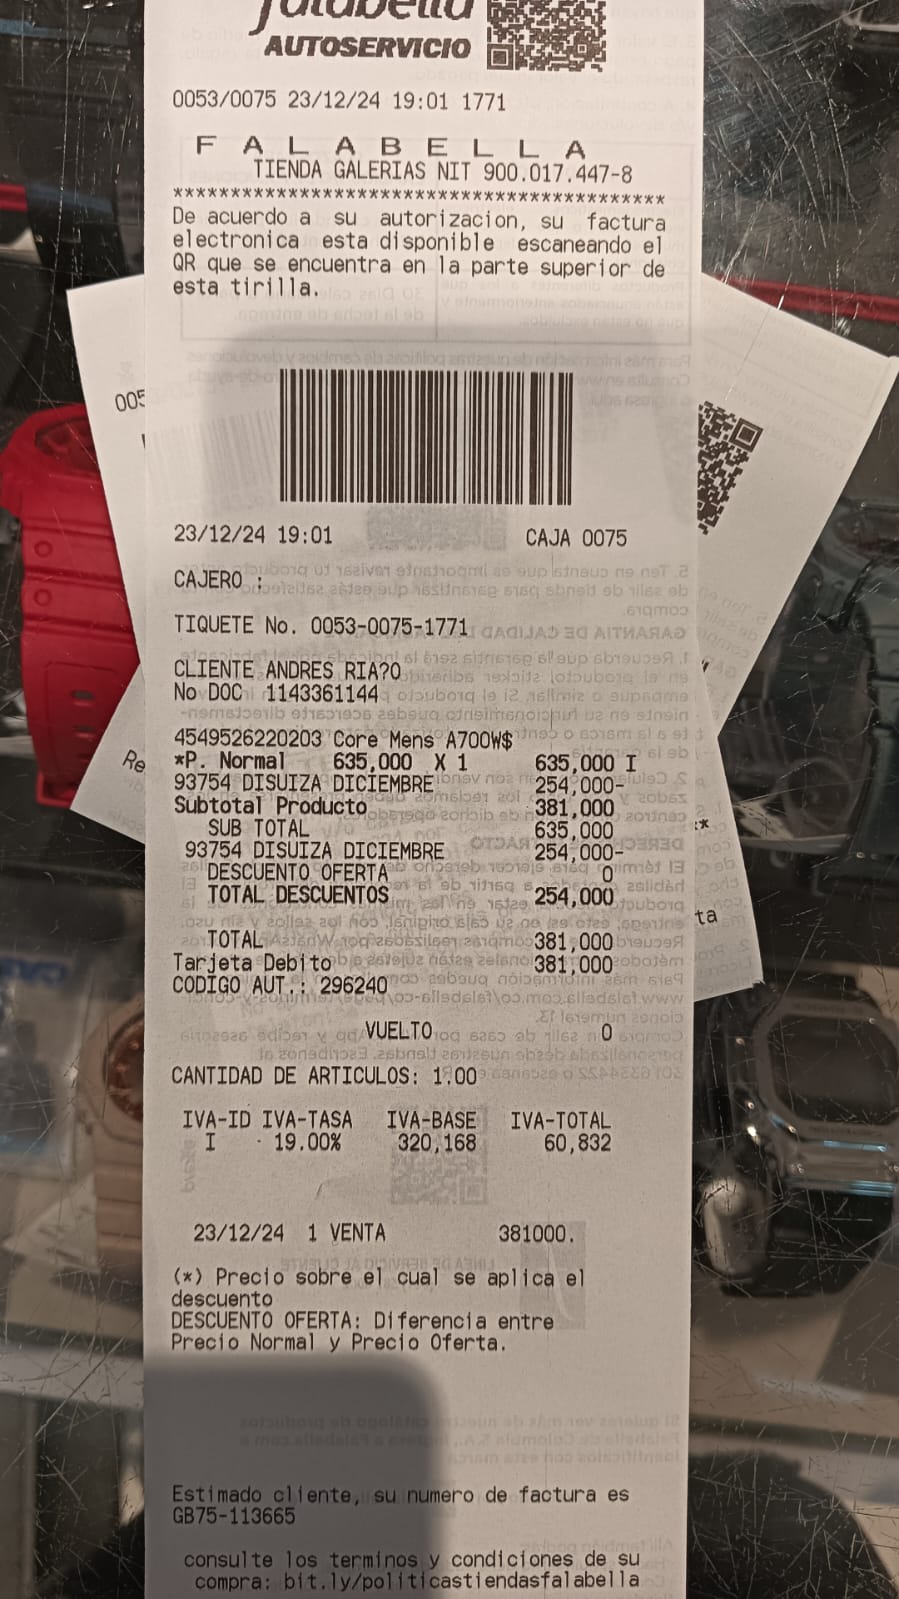 falabella
AUTOSERVICIO
0053/0075 23/12/24 19:01 1771
F A L A B E L L A
TIENDA GALERIAS NIT 900.017.447-8
******************************************
De acuerdo a su autorizacion, su factura
electronica esta disponible escaneando el
QR que se encuentra en la parte superior de
esta tirilla.
23/12/24 19:01 CAJA 0075
CAJERO :
TIQUETE No. 0053-0075-1771
CLIENTE ANDRES RIA?O
No DOC 1143361144
4549526220203 Core Mens A700W$
*P. Normal 635,000 X 1 635,000 I
93754 DISUIZA DICIEMBRE 254,000-
Subtotal Producto 381,000
SUB TOTAL 635,000
93754 DISUIZA DICIEMBRE 254,000-
DESCUENTO OFERTA 0
TOTAL DESCUENTOS 254,000
TOTAL 381,000
Tarjeta Debito 381,000
CODIGO AUT.: 296240
VUELTO 0
CANTIDAD DE ARTICULOS: 1.00
IVA-ID IVA-TASA IVA-BASE IVA-TOTAL
I 19.00% 320,168 60,832
23/12/24 1 VENTA 381000.
(*) Precio sobre el cual se aplica el
descuento
DESCUENTO OFERTA: Diferencia entre
Precio Normal y Precio Oferta.
Estimado cliente, su numero de factura es
GB75-113665
consulte los terminos y condiciones de su
compra: bit.ly/politicastiendasfalabella